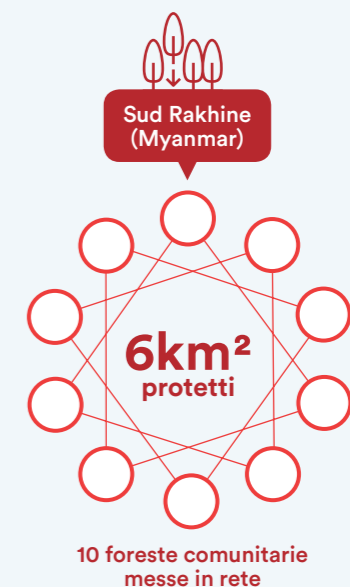 Sud Rakhine
(Myanmar)
6km²
protetti
10 foreste comunitarie
messe in rete